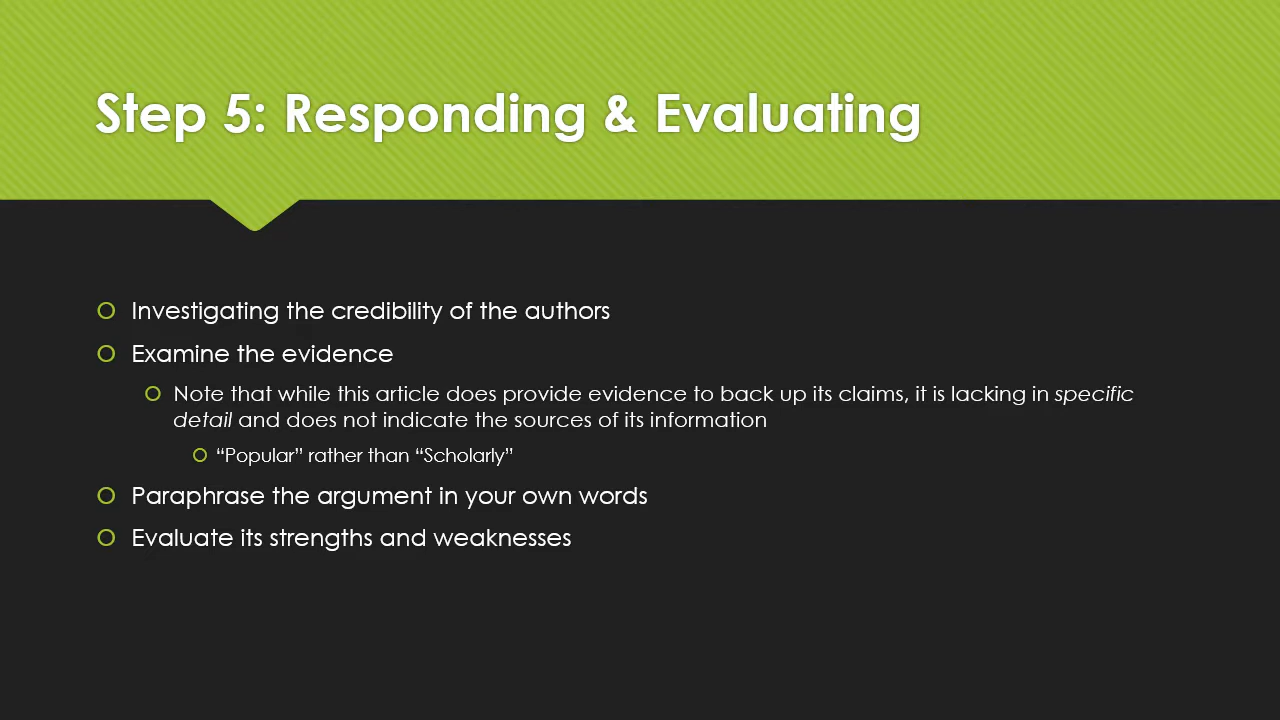 Step 5: Responding & Evaluating
Investigating the credibility of the authors
Examine the evidence
Note that while this article does provide evidence to back up its claims, it is lacking in specific
detail and does not indicate the sources of its information
“Popular” rather than “Scholarly”
Paraphrase the argument in your own words
Evaluate its strengths and weaknesses